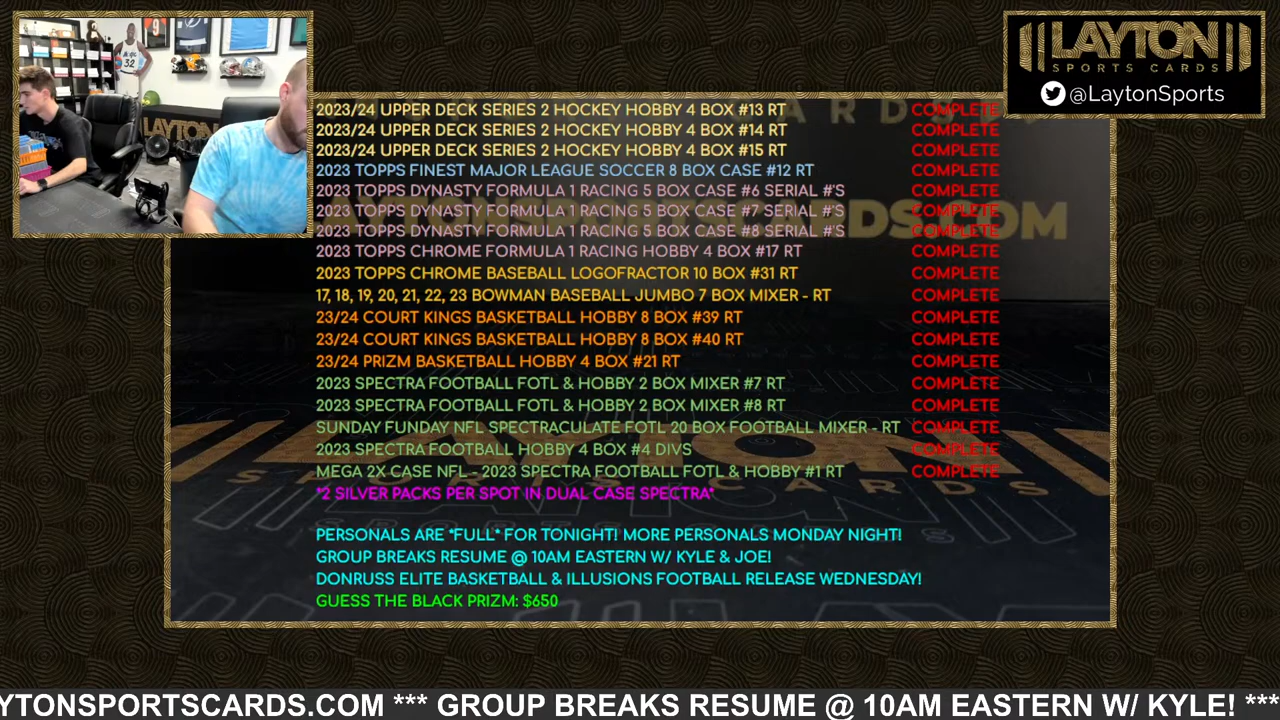 LAYTON
SPORTS CARDS
@LaytonSports
32
LAYTON
2023/24 UPPER DECK SERIES 2 HOCKEY HOBBY 4 BOX #13 RT COMPLETE
2023/24 UPPER DECK SERIES 2 HOCKEY HOBBY 4 BOX #14 RT COMPLETE
2023/24 UPPER DECK SERIES 2 HOCKEY HOBBY 4 BOX #15 RT COMPLETE
2023 TOPPS FINEST MAJOR LEAGUE SOCCER 8 BOX CASE #12 RT COMPLETE
2023 TOPPS DYNASTY FORMULA 1 RACING 5 BOX CASE #6 SERIAL #'S COMPLETE
2023 TOPPS DYNASTY FORMULA 1 RACING 5 BOX CASE #7 SERIAL #'S COMPLETE
2023 TOPPS DYNASTY FORMULA 1 RACING 5 BOX CASE #8 SERIAL #'S COMPLETE
2023 TOPPS CHROME FORMULA 1 RACING HOBBY 4 BOX #17 RT COMPLETE
2023 TOPPS CHROME BASEBALL LOGOFRACTOR 10 BOX #31 RT COMPLETE
17, 18, 19, 20, 21, 22, 23 BOWMAN BASEBALL JUMBO 7 BOX MIXER - RT COMPLETE
23/24 COURT KINGS BASKETBALL HOBBY 8 BOX #39 RT COMPLETE
23/24 COURT KINGS BASKETBALL HOBBY 8 BOX #40 RT COMPLETE
23/24 PRIZM BASKETBALL HOBBY 4 BOX #21 RT COMPLETE
2023 SPECTRA FOOTBALL FOTL & HOBBY 2 BOX MIXER #7 RT COMPLETE
2023 SPECTRA FOOTBALL FOTL & HOBBY 2 BOX MIXER #8 RT COMPLETE
SUNDAY FUNDAY NFL SPECTRACULATE FOTL 20 BOX FOOTBALL MIXER - RT COMPLETE
2023 SPECTRA FOOTBALL HOBBY 4 BOX #4 DIVS COMPLETE
MEGA 2X CASE NFL - 2023 SPECTRA FOOTBALL FOTL & HOBBY #1 RT COMPLETE
*2 SILVER PACKS PER SPOT IN DUAL CASE SPECTRA*
PERSONALS ARE *FULL* FOR TONIGHT! MORE PERSONALS MONDAY NIGHT!
GROUP BREAKS RESUME @ 10AM EASTERN W/ KYLE & JOE!
DONRUSS ELITE BASKETBALL & ILLUSIONS FOOTBALL RELEASE WEDNESDAY!
GUESS THE BLACK PRIZM: $650
AYTONSPORTSCARDS.COM *** GROUP BREAKS RESUME @ 10AM EASTERN W/ KYLE! ***